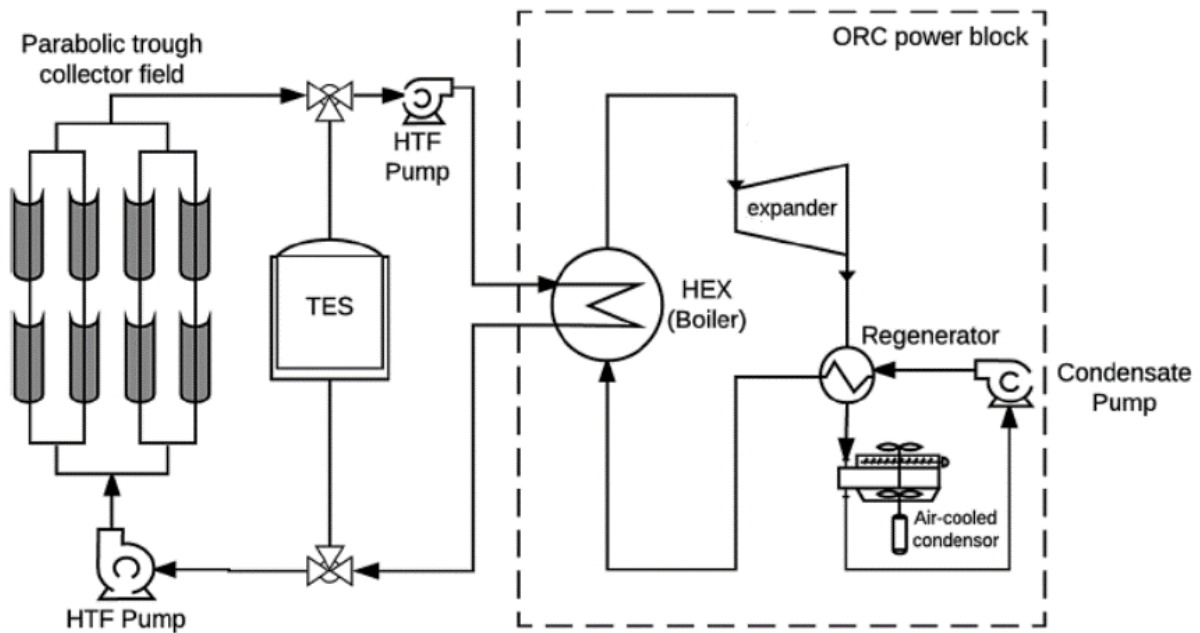 Parabolic trough
collector field
ORC power block
HTF
Pump
expander
TES
HEX
(Boiler)
Regenerator
Condensate
Pump
Air-cooled
condensor
HTF Pump